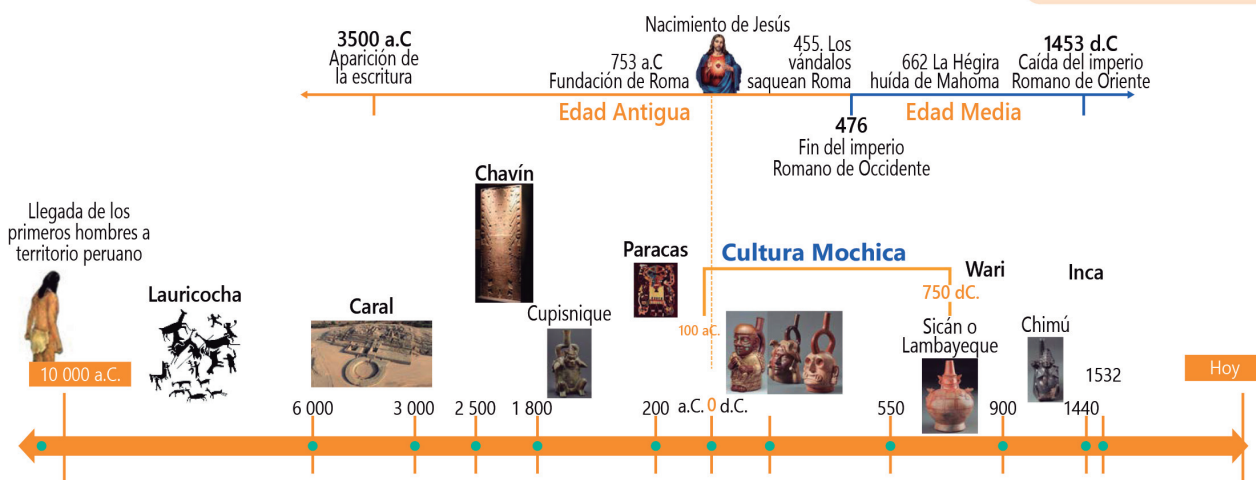 Nacimiento de Jesús
3500 a.C
Aparición de
la escritura
753 a.C
Fundación de Roma
455. Los
vándalos
saquean Roma
662 La Hégira
huída de Mahoma
1453 d.C
Caída del imperio
Romano de Oriente
Edad Antigua
Edad Media
476
Fin del imperio
Romano de Occidente
Llegada de los
primeros hombres a
territorio peruano
10 000 a.C.
Lauricocha
Caral
Chavín
Cupisnique
Paracas
Cultura Mochica
100 aC.
750 dC.
Wari
Sicán o
Lambayeque
Inca
Chimú
1532
Hoy
6 000
3 000
2 500
1 800
200
a.C. 0 d.C.
550
900
1440